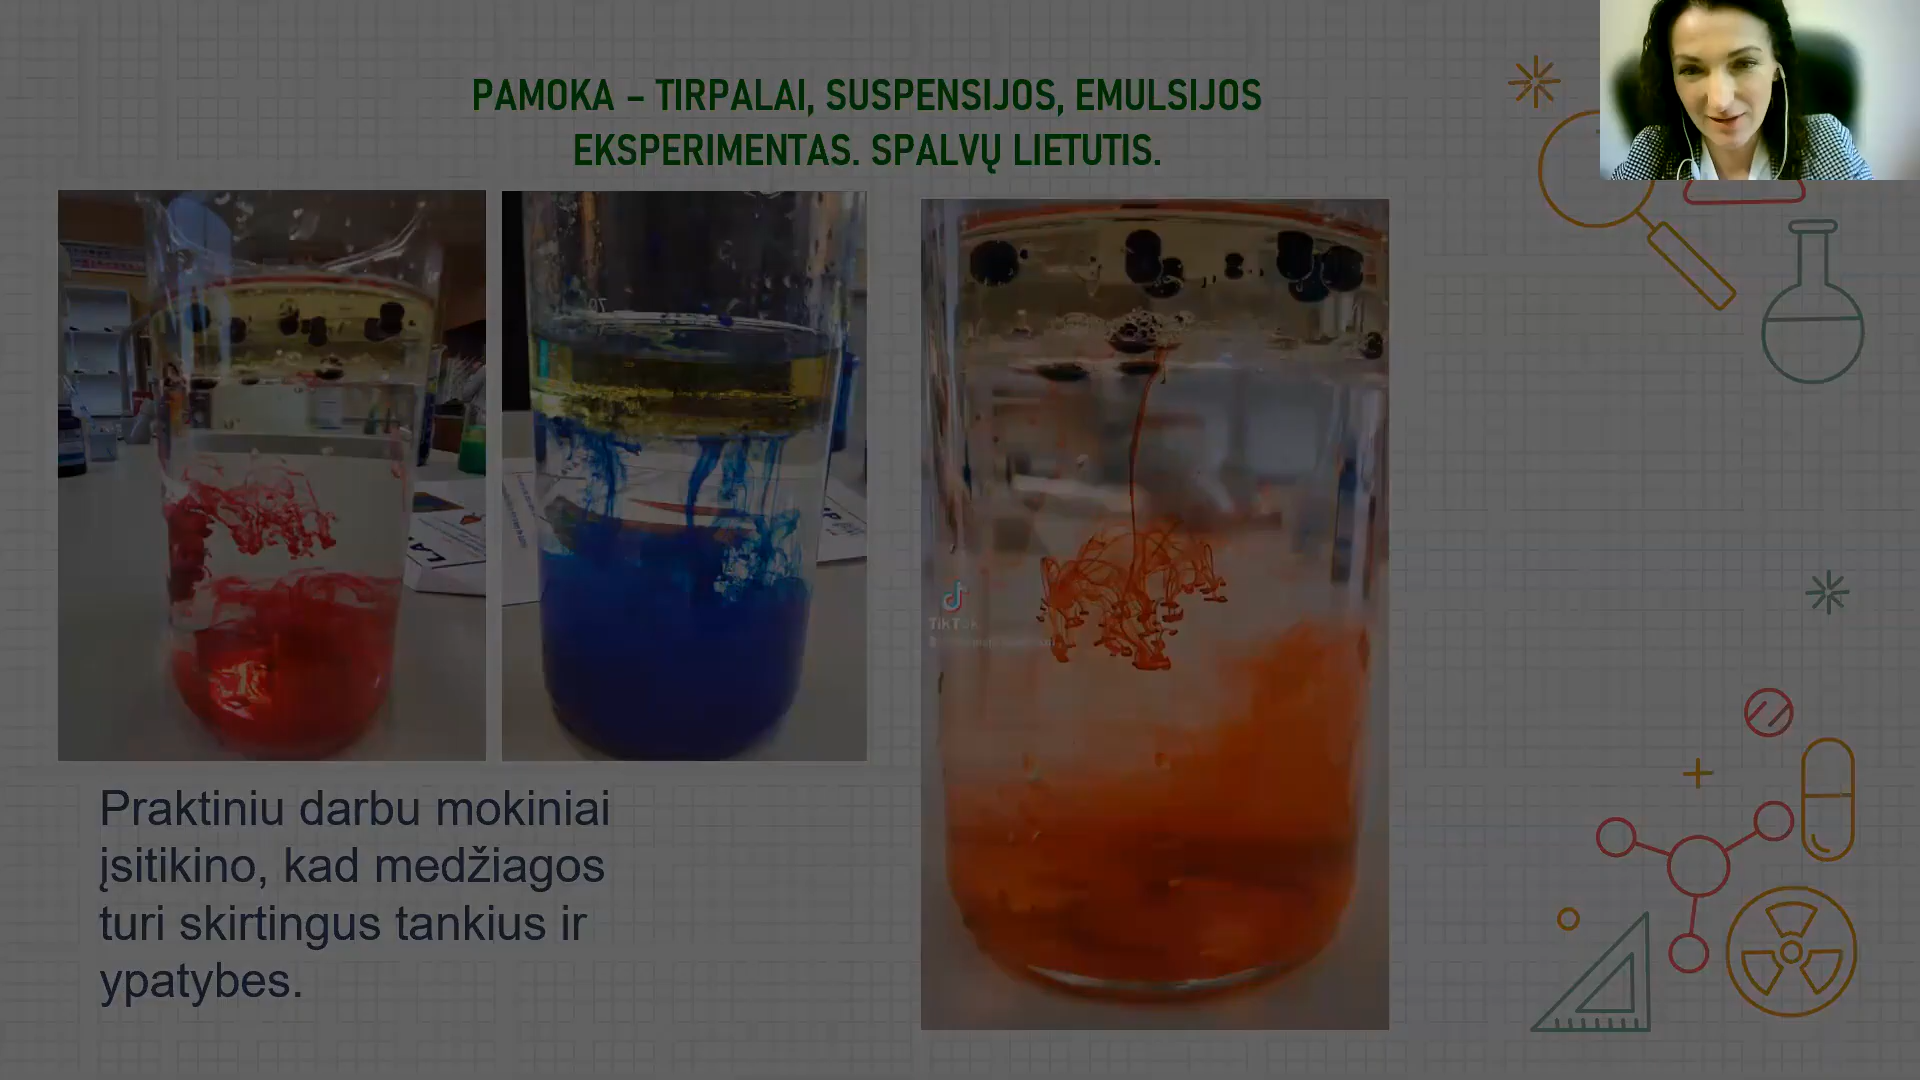 PAMOKA – TIRPALAI, SUSPENSIJOS, EMULSIJOS
EKSPERIMENTAS. SPALVŲ LIETUTIS.
TikTok
Praktiniu darbu mokiniai
įsitikino, kad medžiagos
turi skirtingus tankius ir
ypatybes.